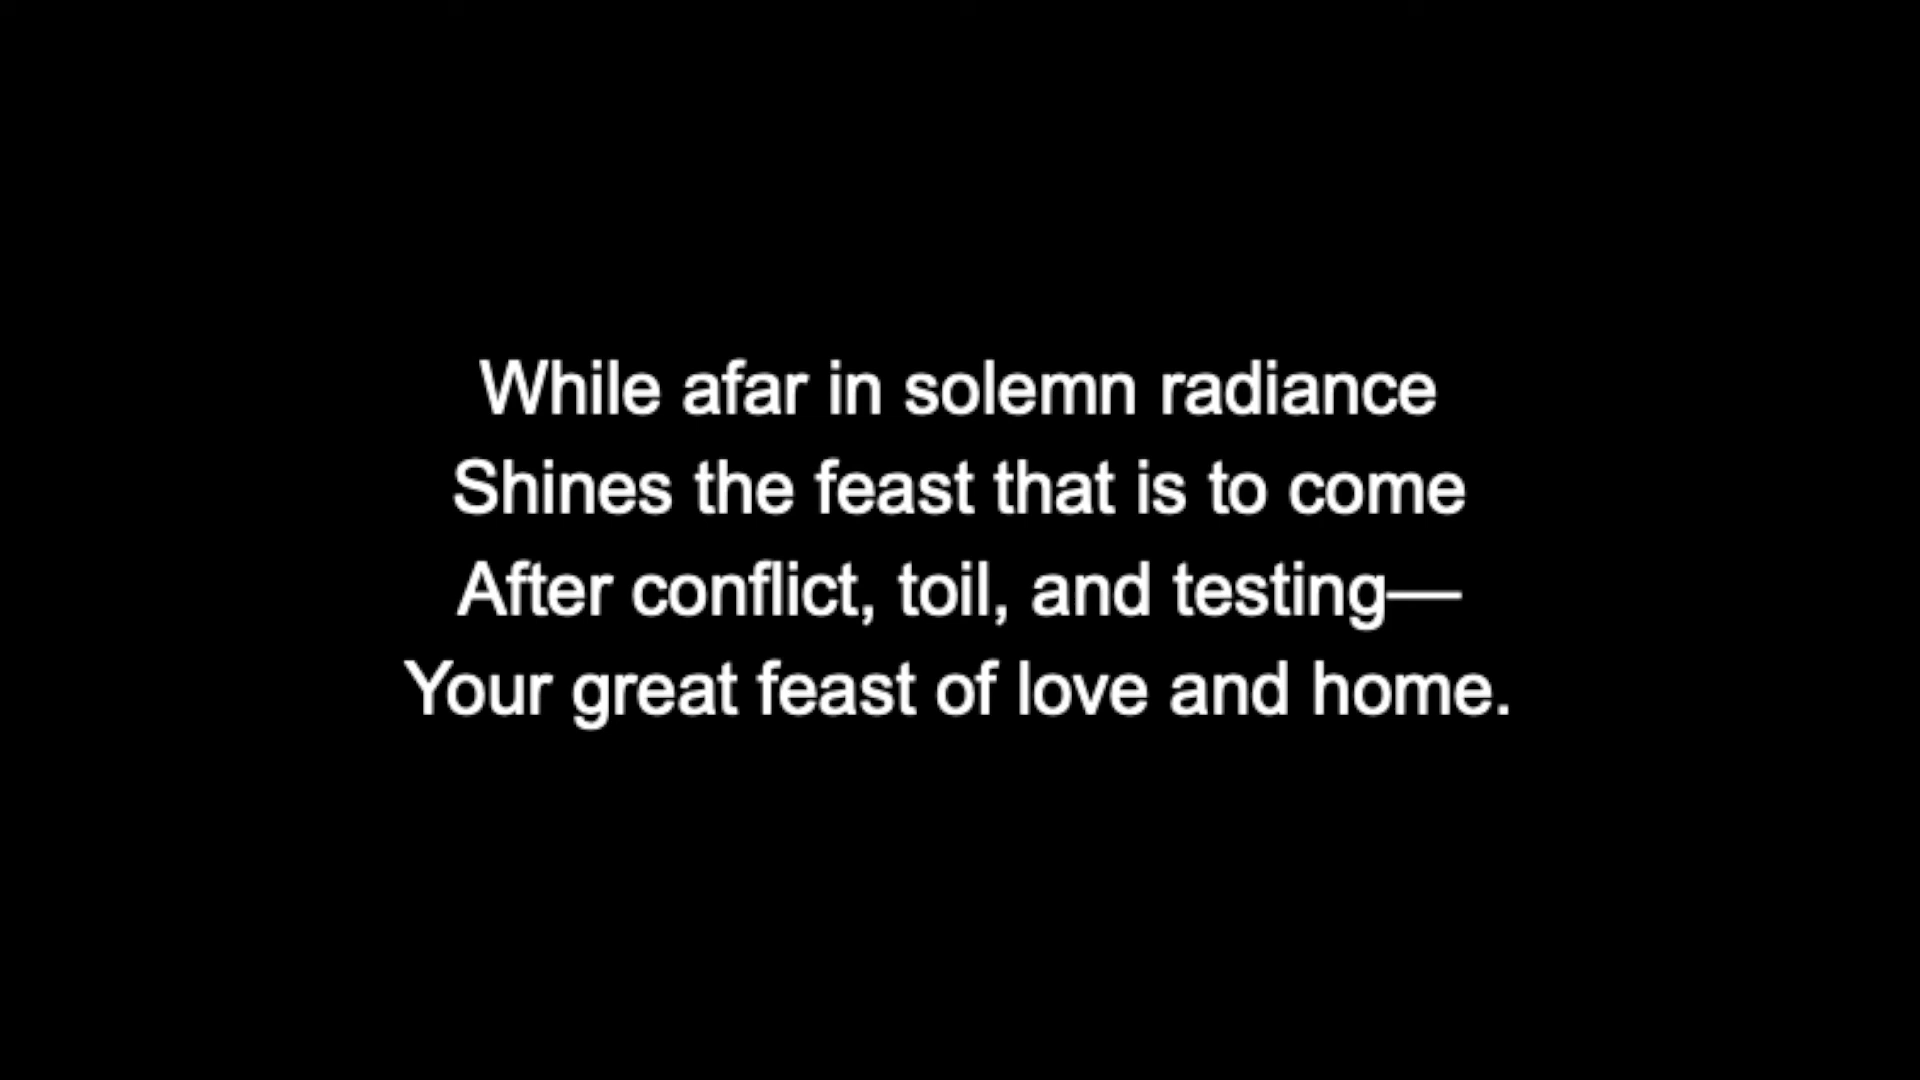 While afar in solemn radiance
Shines the feast that is to come
After conflict, toil, and testing—
Your great feast of love and home.